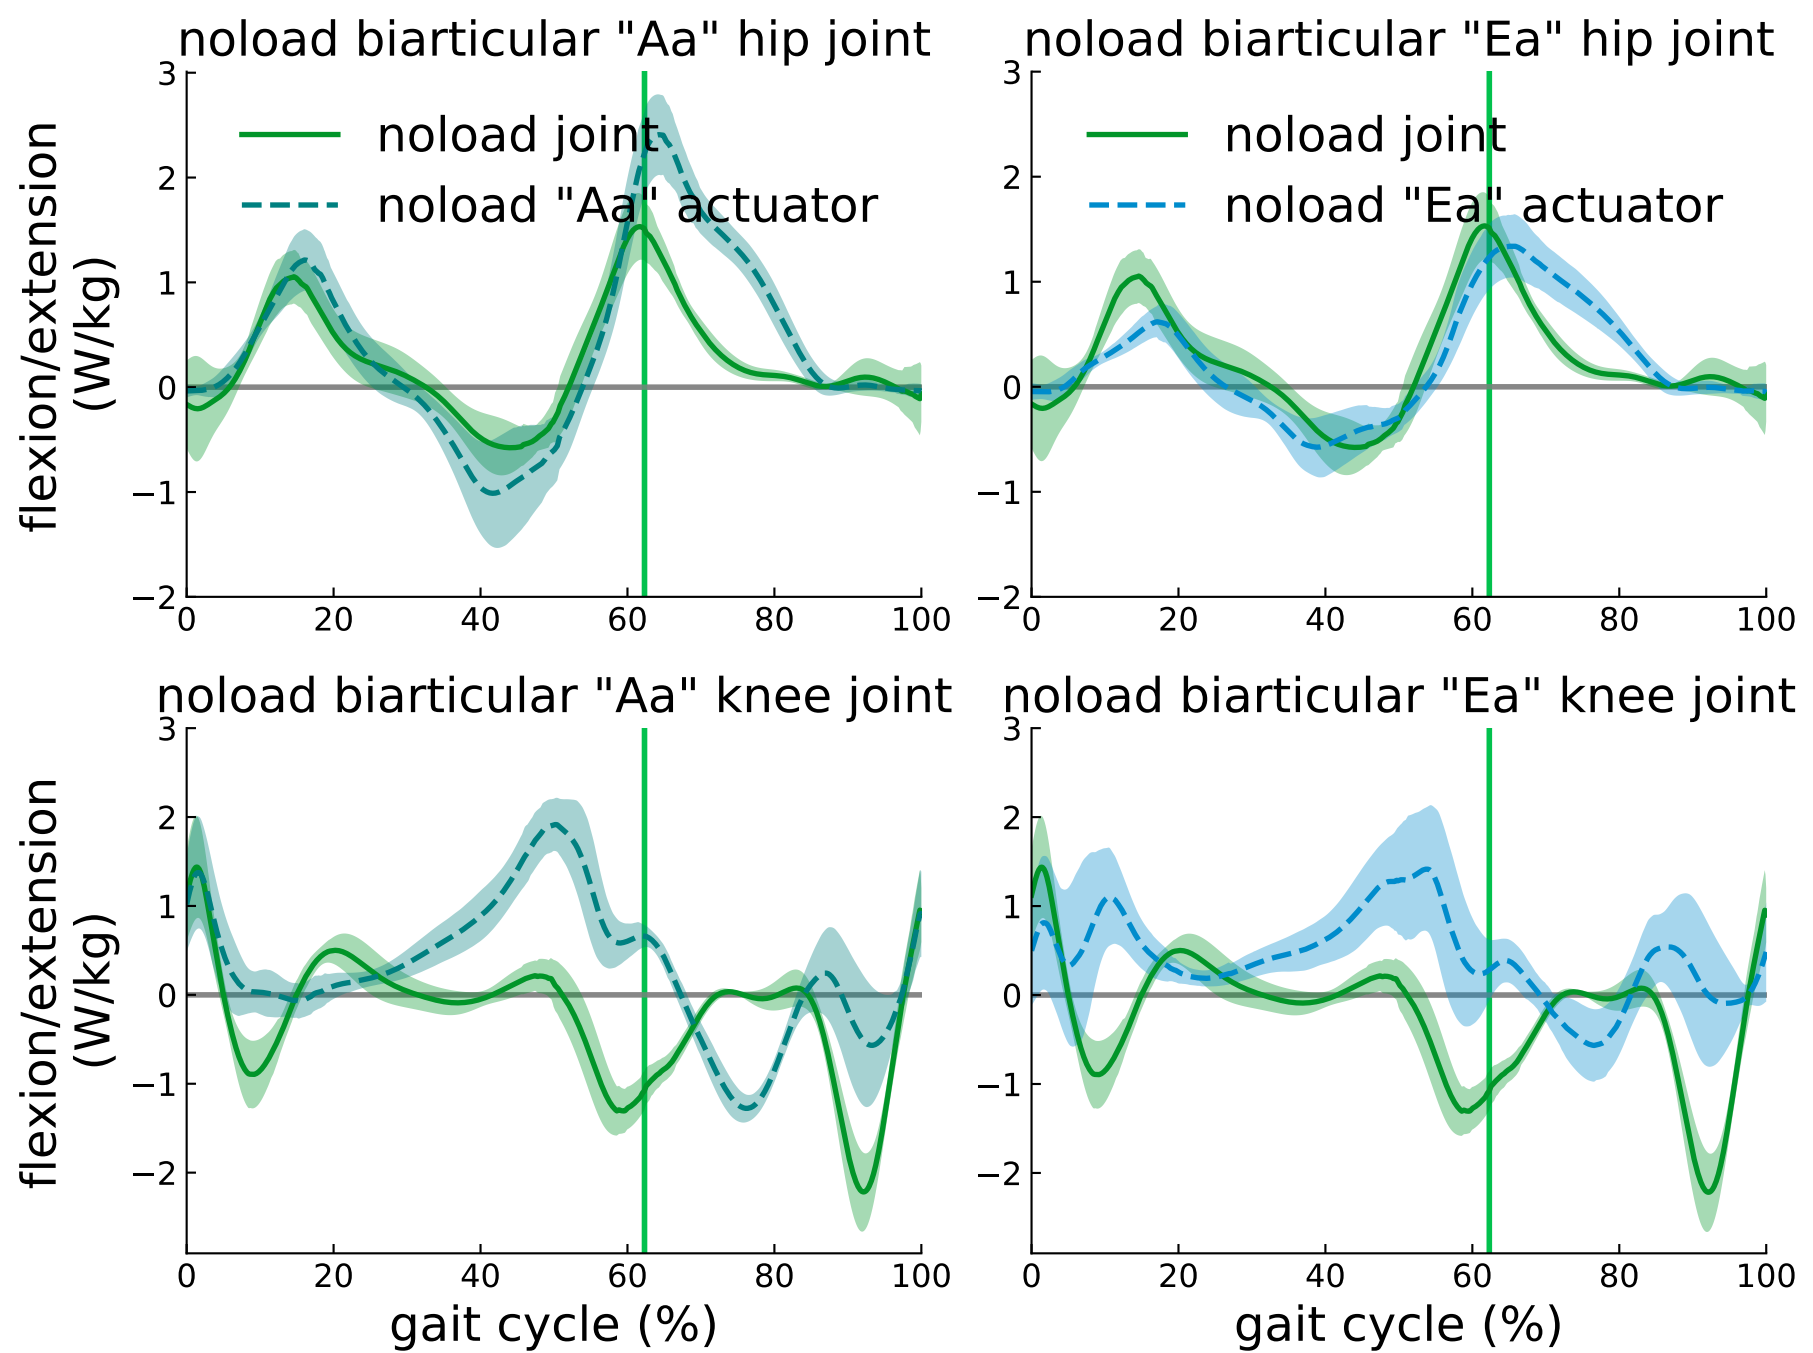 noload biarticular "Aa" hip joint
flexion/extension
(W/kg)
3
2
1
0
−1
−2
noload joint
noload "Aa" actuator
0 20 40 60 80 100
noload biarticular "Ea" hip joint
3
2
1
0
−1
−2
noload joint
noload "Ea" actuator
0 20 40 60 80 100
noload biarticular "Aa" knee joint
flexion/extension
(W/kg)
3
2
1
0
−1
−2
0 20 40 60 80 100
gait cycle (%)
noload biarticular "Ea" knee joint
3
2
1
0
−1
−2
0 20 40 60 80 100
gait cycle (%)